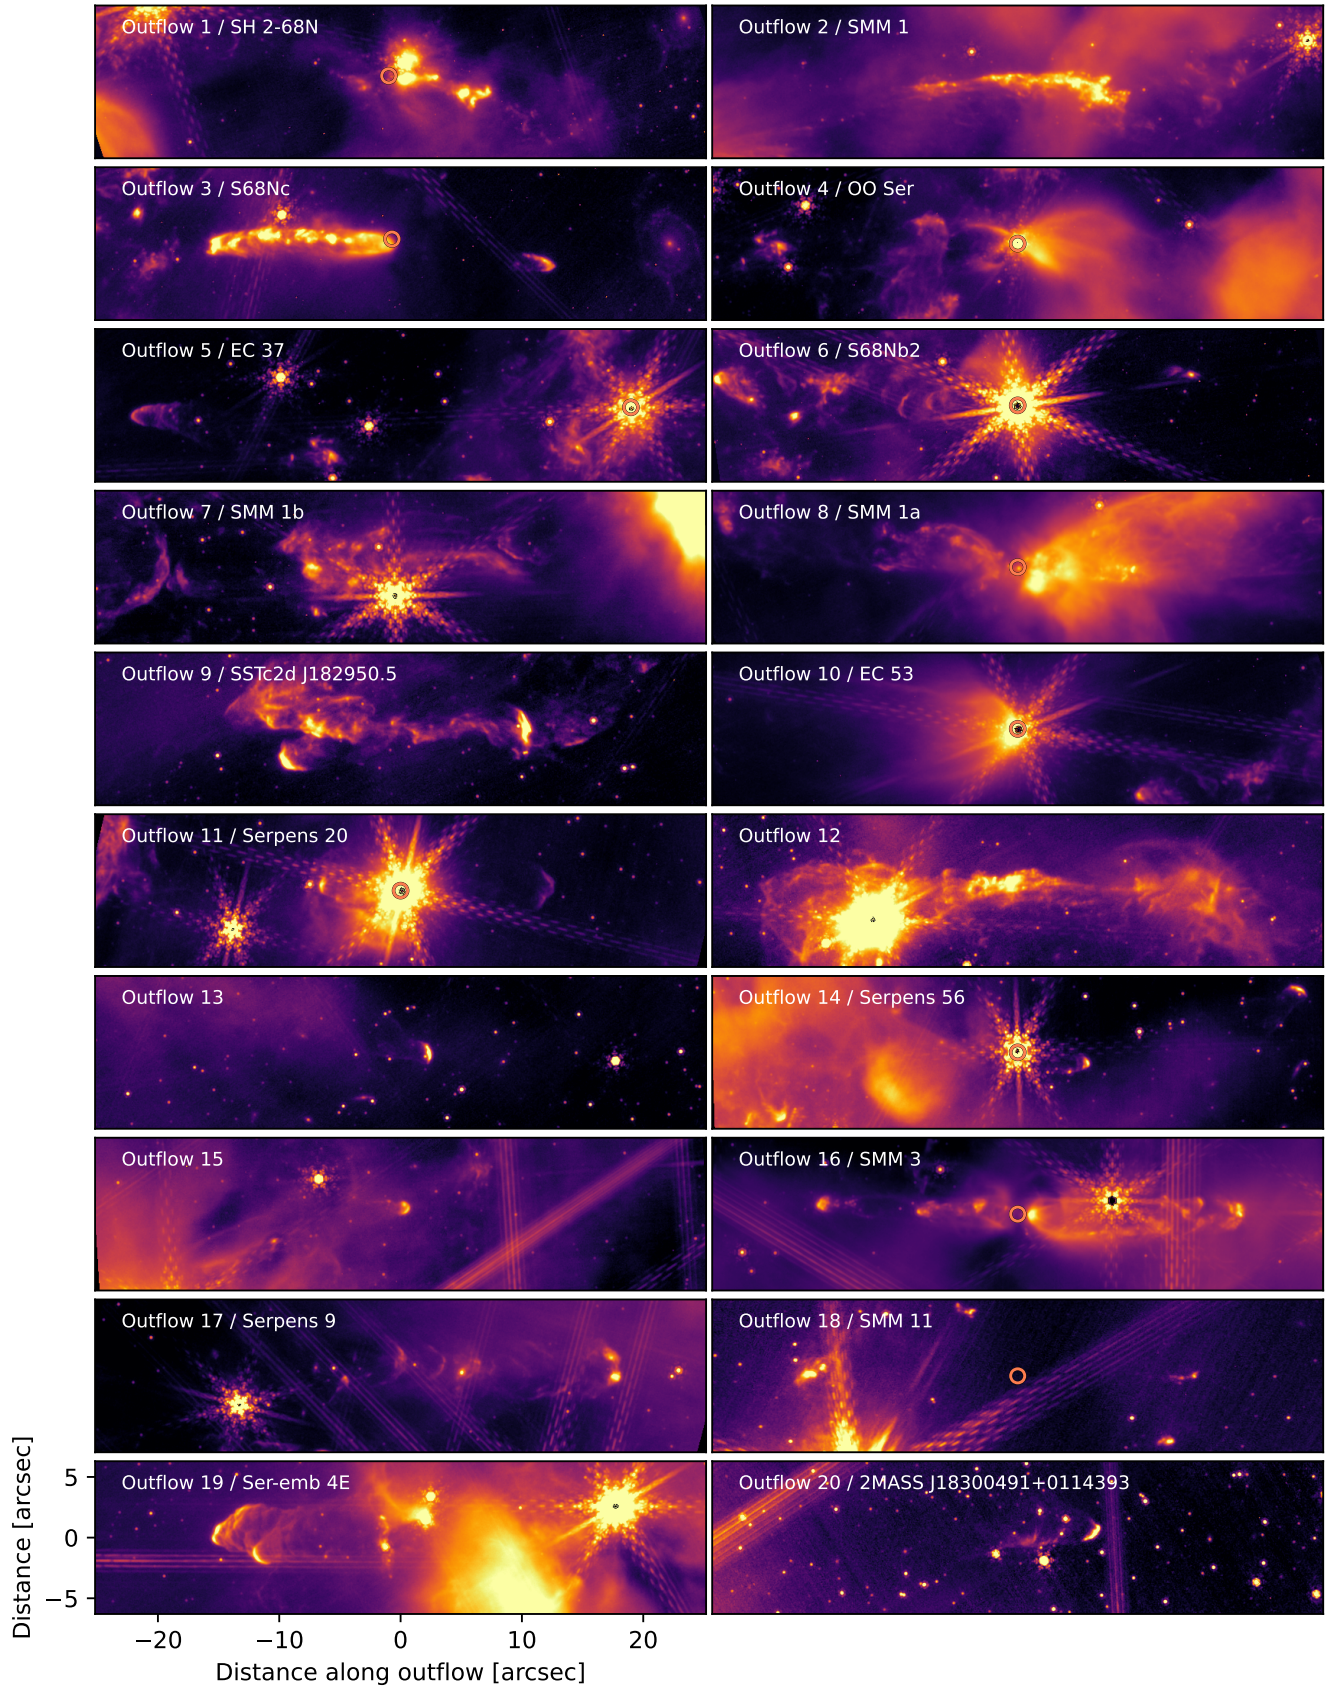 Outflow 1 / SH 2-68N
Outflow 2 / SMM 1
Outflow 3 / S68Nc
Outflow 4 / OO Ser
Outflow 5 / EC 37
Outflow 6 / S68Nb2
Outflow 7 / SMM 1b
Outflow 8 / SMM 1a
Outflow 9 / SSTc2d J182950.5
Outflow 10 / EC 53
Outflow 11 / Serpens 20
Outflow 12
Outflow 13
Outflow 14 / Serpens 56
Outflow 15
Outflow 16 / SMM 3
Outflow 17 / Serpens 9
Outflow 18 / SMM 11
Outflow 19 / Ser-emb 4E
Outflow 20 / 2MASS J18300491+0114393
5
0
−5
Distance [arcsec]
−20 −10 0 10 20
Distance along outflow [arcsec]